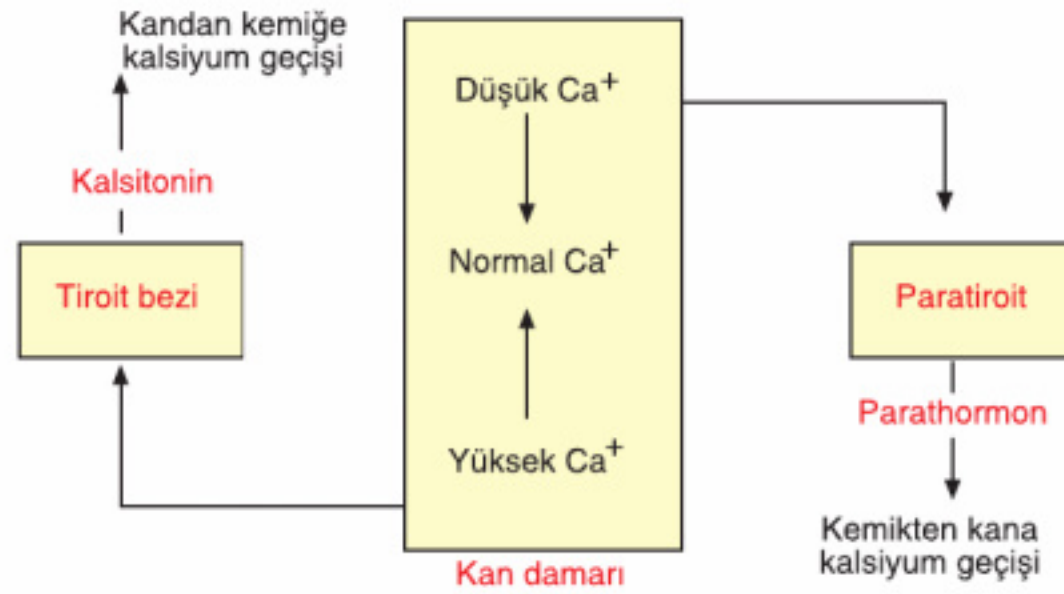 Kandan kemiğe
kalsiyum geçişi
Kalsitonin
Tiroit bezi
Düşük Ca+
Normal Ca+
Yüksek Ca+
Kan damarı
Paratiroit
Parathormon
Kemikten kana
kalsiyum geçişi